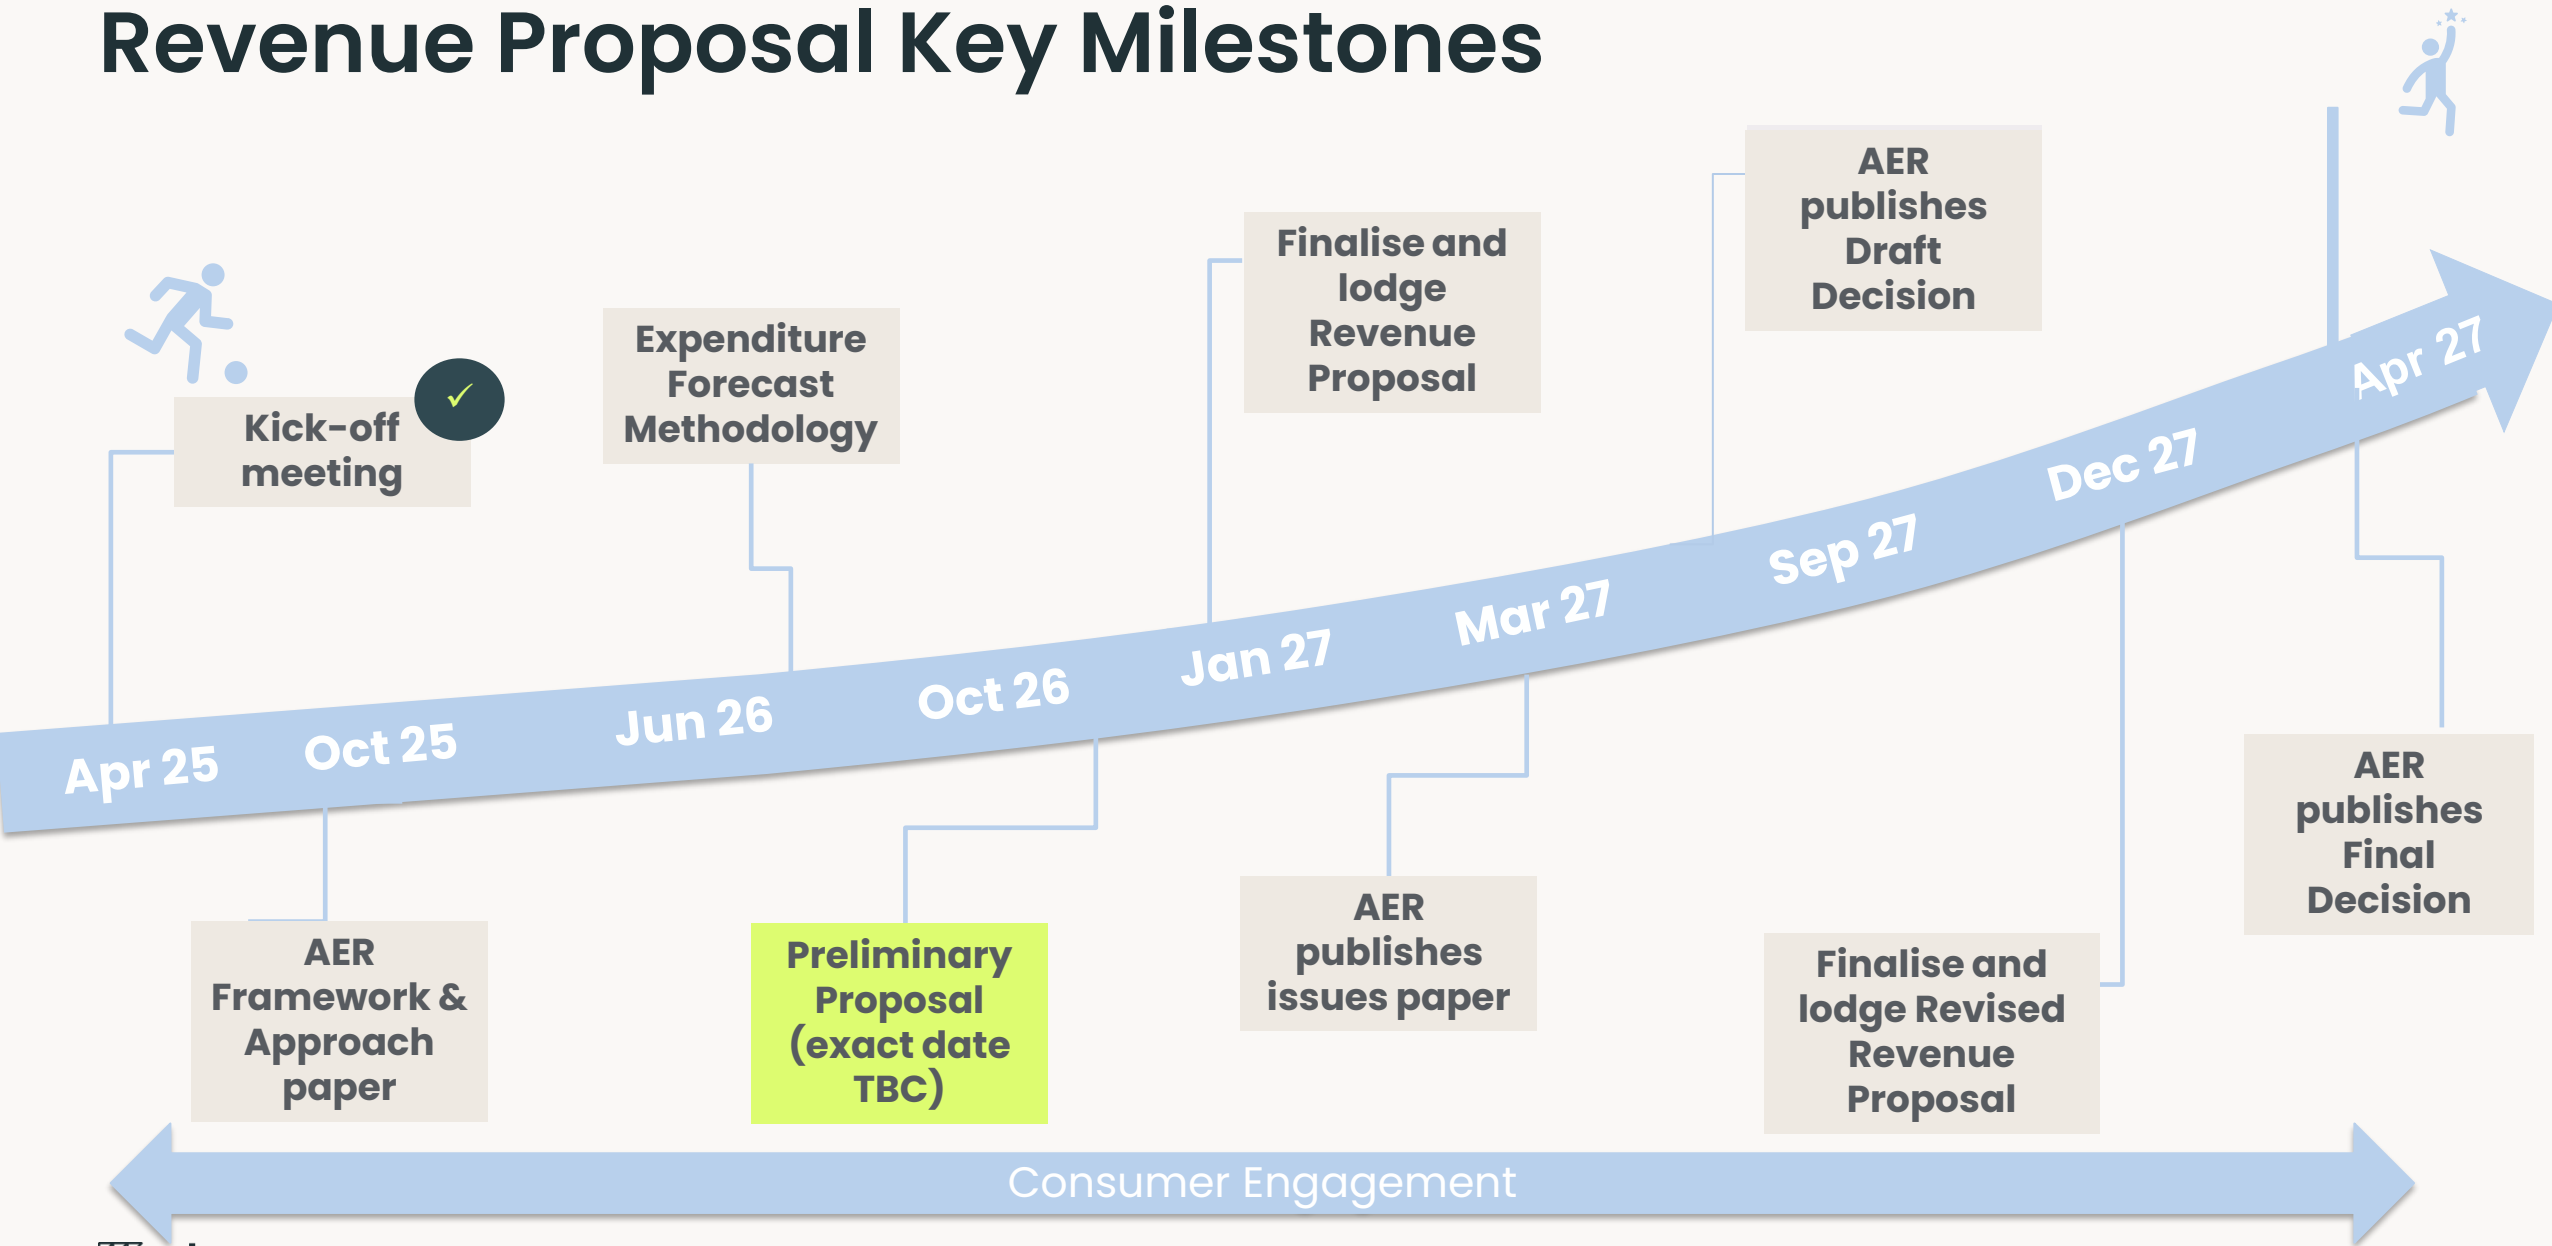 Revenue Proposal Key Milestones
AER
publishes
Draft
Decision
Finalise and
lodge
Revenue
Proposal
Expenditure
Forecast
Methodology
✓
Kick-off
meeting
Apr 25
Oct 25
Jun 26
Oct 26
Jan 27
Mar 27
Sep 27
Dec 27
Apr 27
AER
Framework &
Approach
paper
Preliminary
Proposal
(exact date
TBC)
AER
publishes
issues paper
Finalise and
lodge Revised
Revenue
Proposal
AER
publishes
Final
Decision
Consumer Engagement